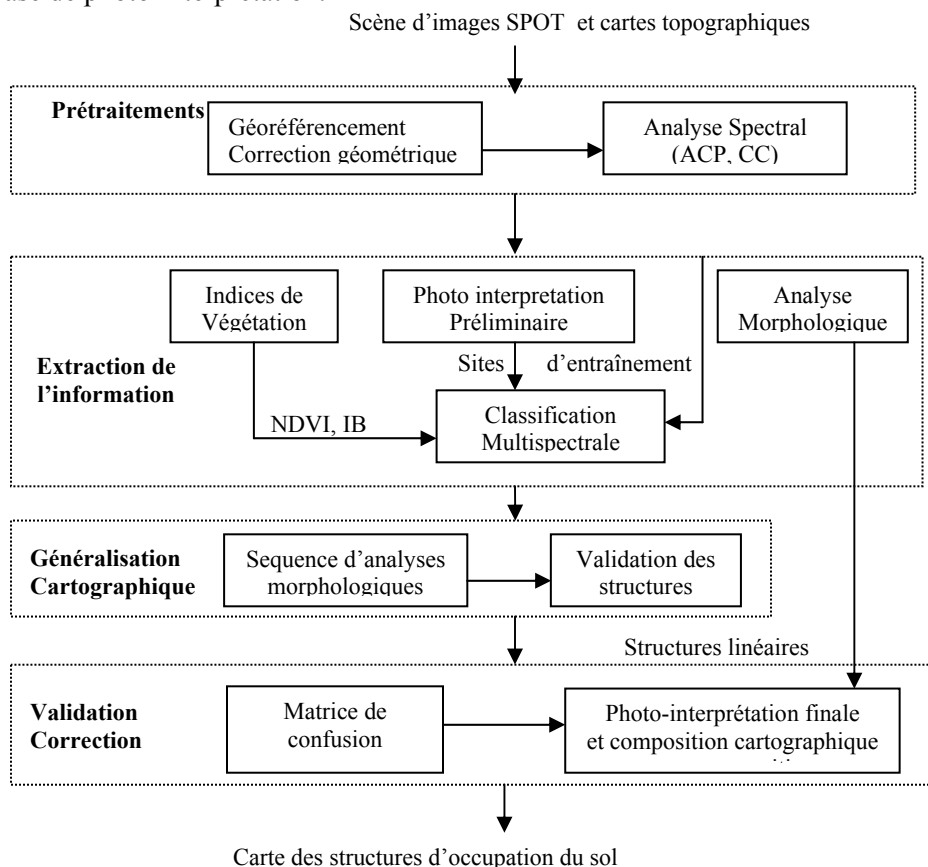 Scène d'images SPOT et cartes topographiques
Prétraitements
Géoréférencement
Correction géométrique
Analyse Spectral
(ACP, CC)
Indices de
Végétation
Photo interpretation
Préliminaire
Analyse
Morphologique
Extraction de
l'information
Sites d'entraînement
NDVI, IB
Classification
Multispectrale
Généralisation
Cartographique
Sequence d'analyses
morphologiques
Validation des
structures
Structures linéaires
Validation
Correction
Matrice de
confusion
Photo-interprétation finale
et composition cartographique
Carte des structures d'occupation du sol